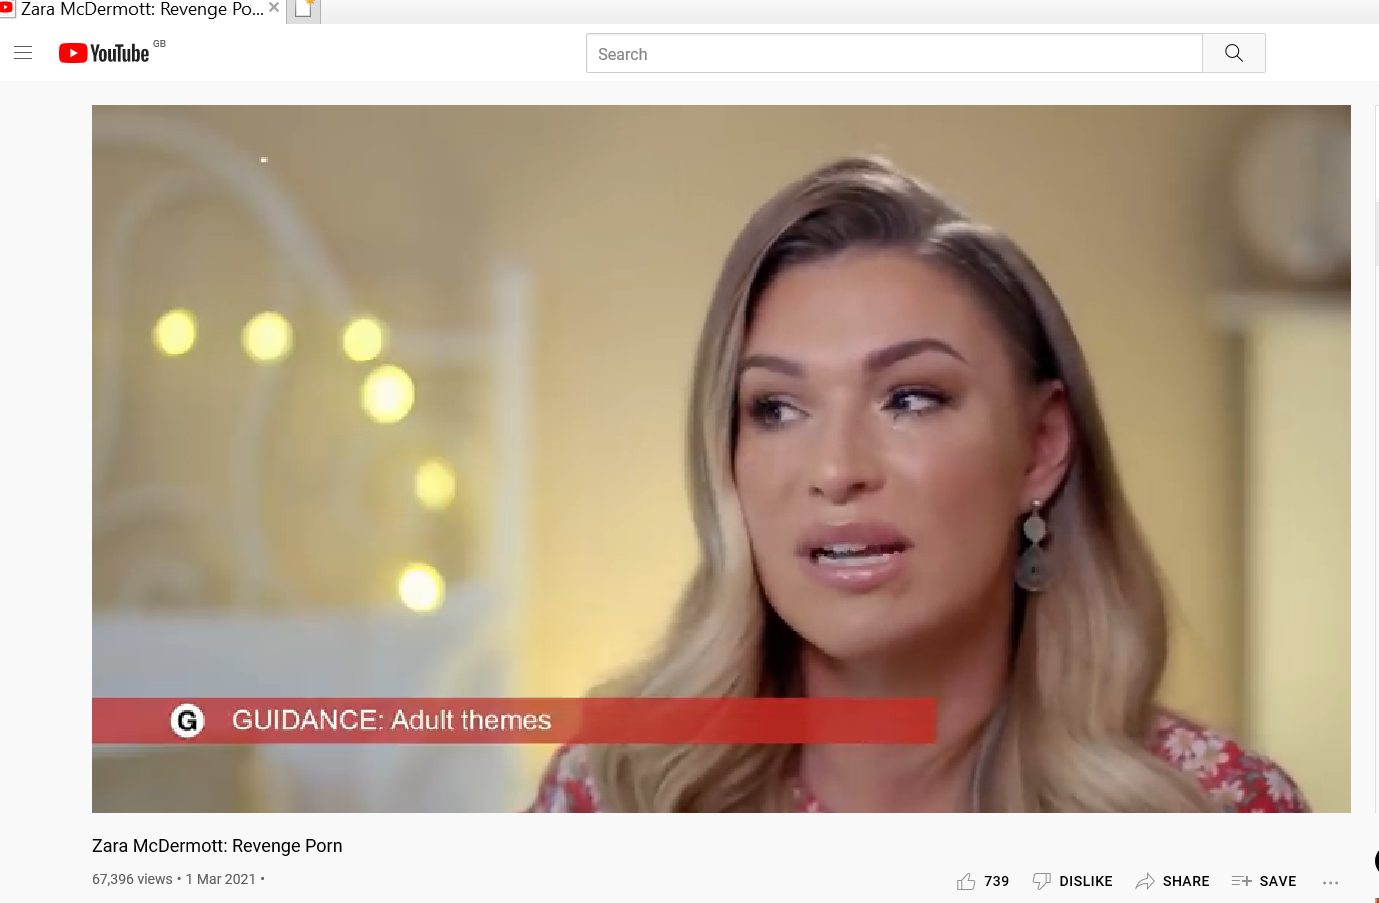 Zara McDermott: Revenge Po...
YouTube GB
Search
G GUIDANCE: Adult themes
Zara McDermott: Revenge Porn
67,396 views • 1 Mar 2021 •
739 DISLIKE SHARE SAVE ...